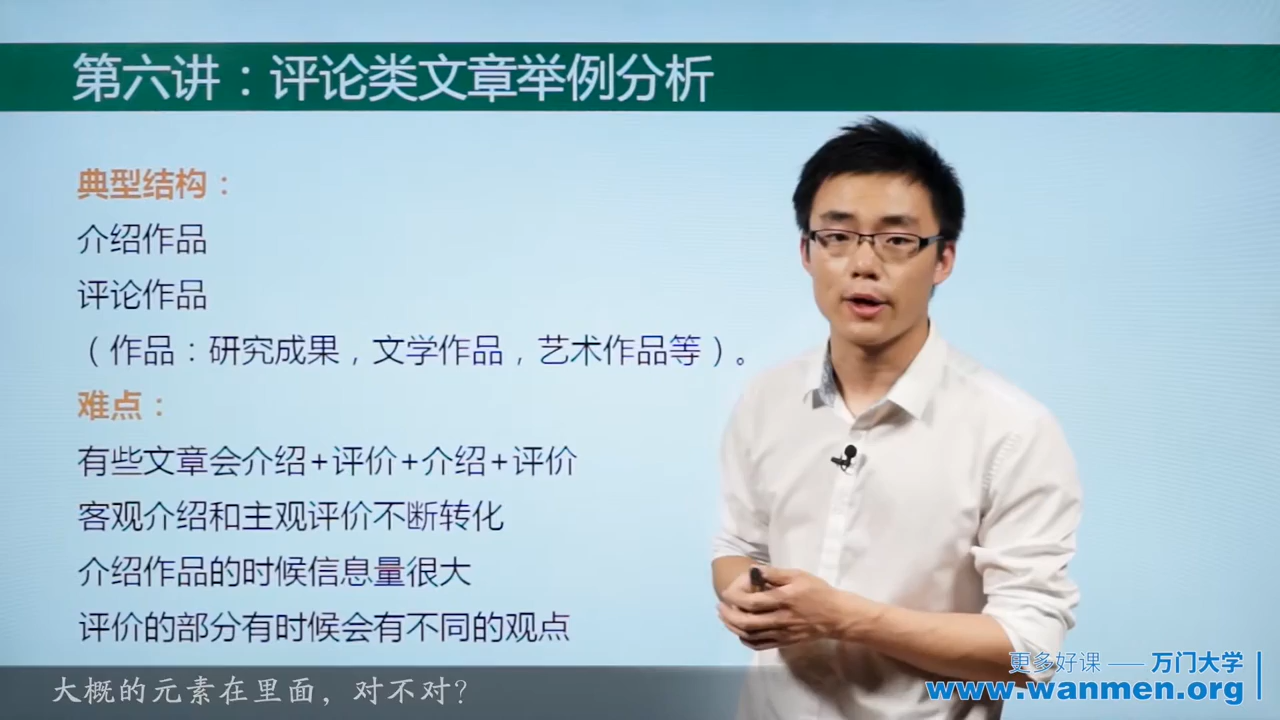 第六讲：评论类文章举例分析
典型结构：
介绍作品
评论作品
（作品：研究成果，文学作品，艺术作品等）。
难点：
有些文章会介绍+评价+介绍+评价
客观介绍和主观评价不断转化
介绍作品的时候信息量很大
评价的部分有时候会有不同的观点
大概的元素在里面，对不对？
更多好课 —— 万门大学
www.wanmen.org